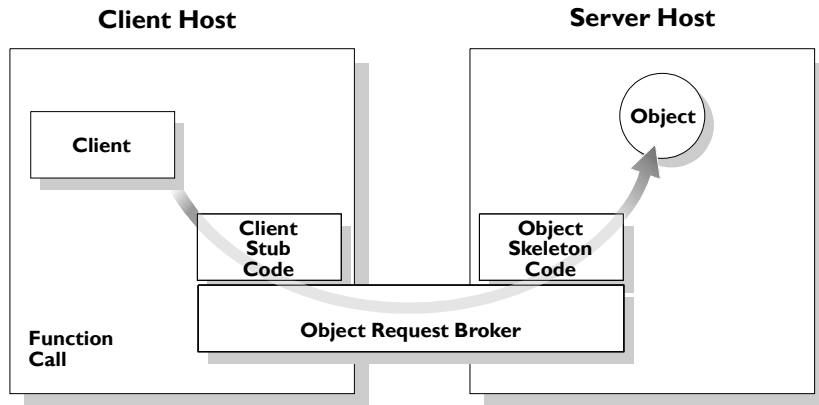 Client Host
Server Host
Client
Object
Client
Stub
Code
Object
Skeleton
Code
Object Request Broker
Function
Call